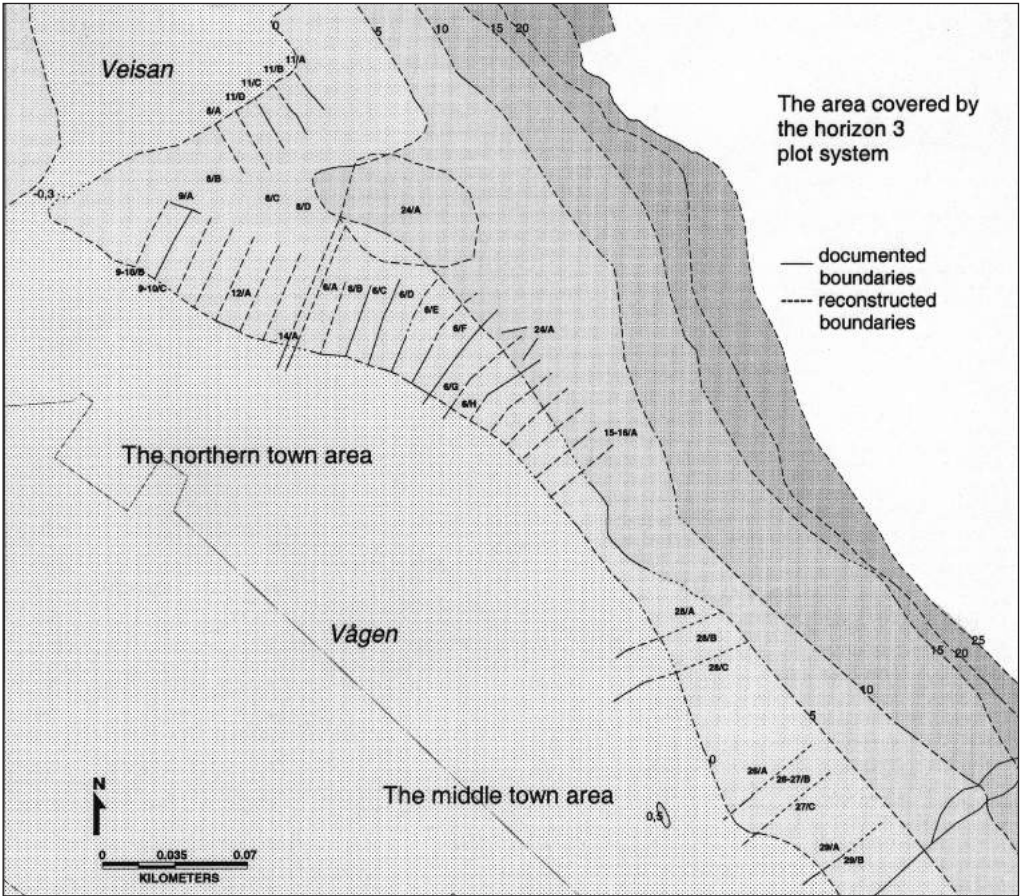 0
5
10
15
20
Veisan
11/A
11/B
11/C
11/D
8/A
The area covered by
the horizon 3
plot system
8/B
-0,3
9/A
8/C
8/D
24/A
documented
boundaries
9-10/B
9-10/C
12/A
6/A
6/B
6/C
6/D
6/E
reconstructed
boundaries
14/A
6/F
24/A
6/G
6/H
15-16/A
The northern town area
28/A
Vågen
28/B
28/C
15
20
25
10
5
0
26/A
26-27/B
N
The middle town area
27/C
0,5
29/A
29/B
0
0.035
0.07
KILOMETERS